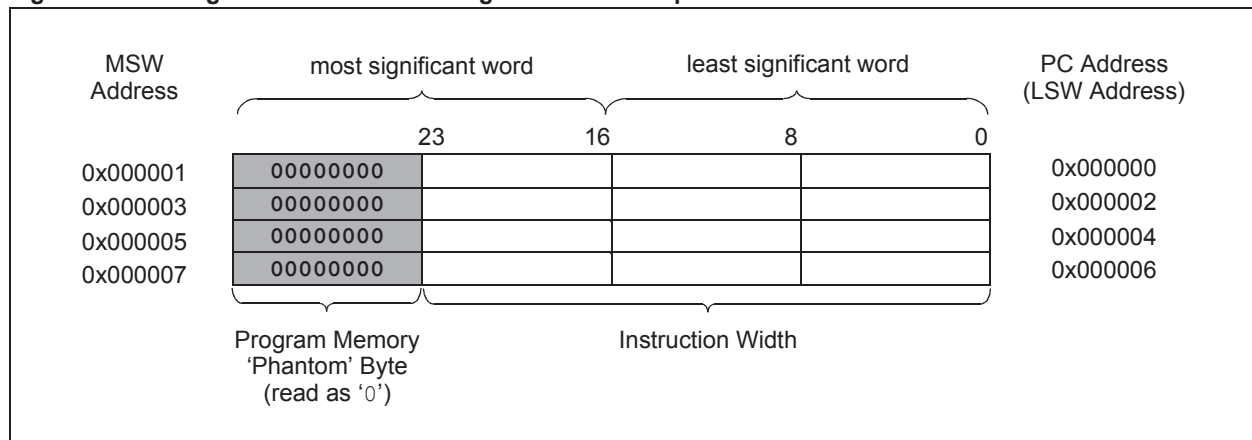 MSW
Address
most significant word
least significant word
PC Address
(LSW Address)
23 16 8 0
0x000001 00000000 0x000000
0x000003 00000000 0x000002
0x000005 00000000 0x000004
0x000007 00000000 0x000006
Program Memory
‘Phantom’ Byte
(read as ‘0’)
Instruction Width